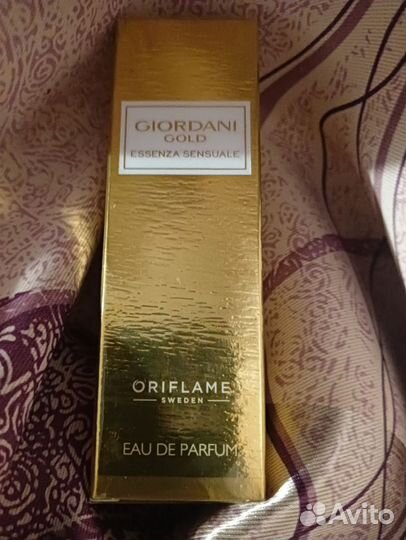 GIORDANI
GOLD
ESSENZA SENSUALE
ORIFLAME
SWEDEN
EAU DE PARFUM
Avito